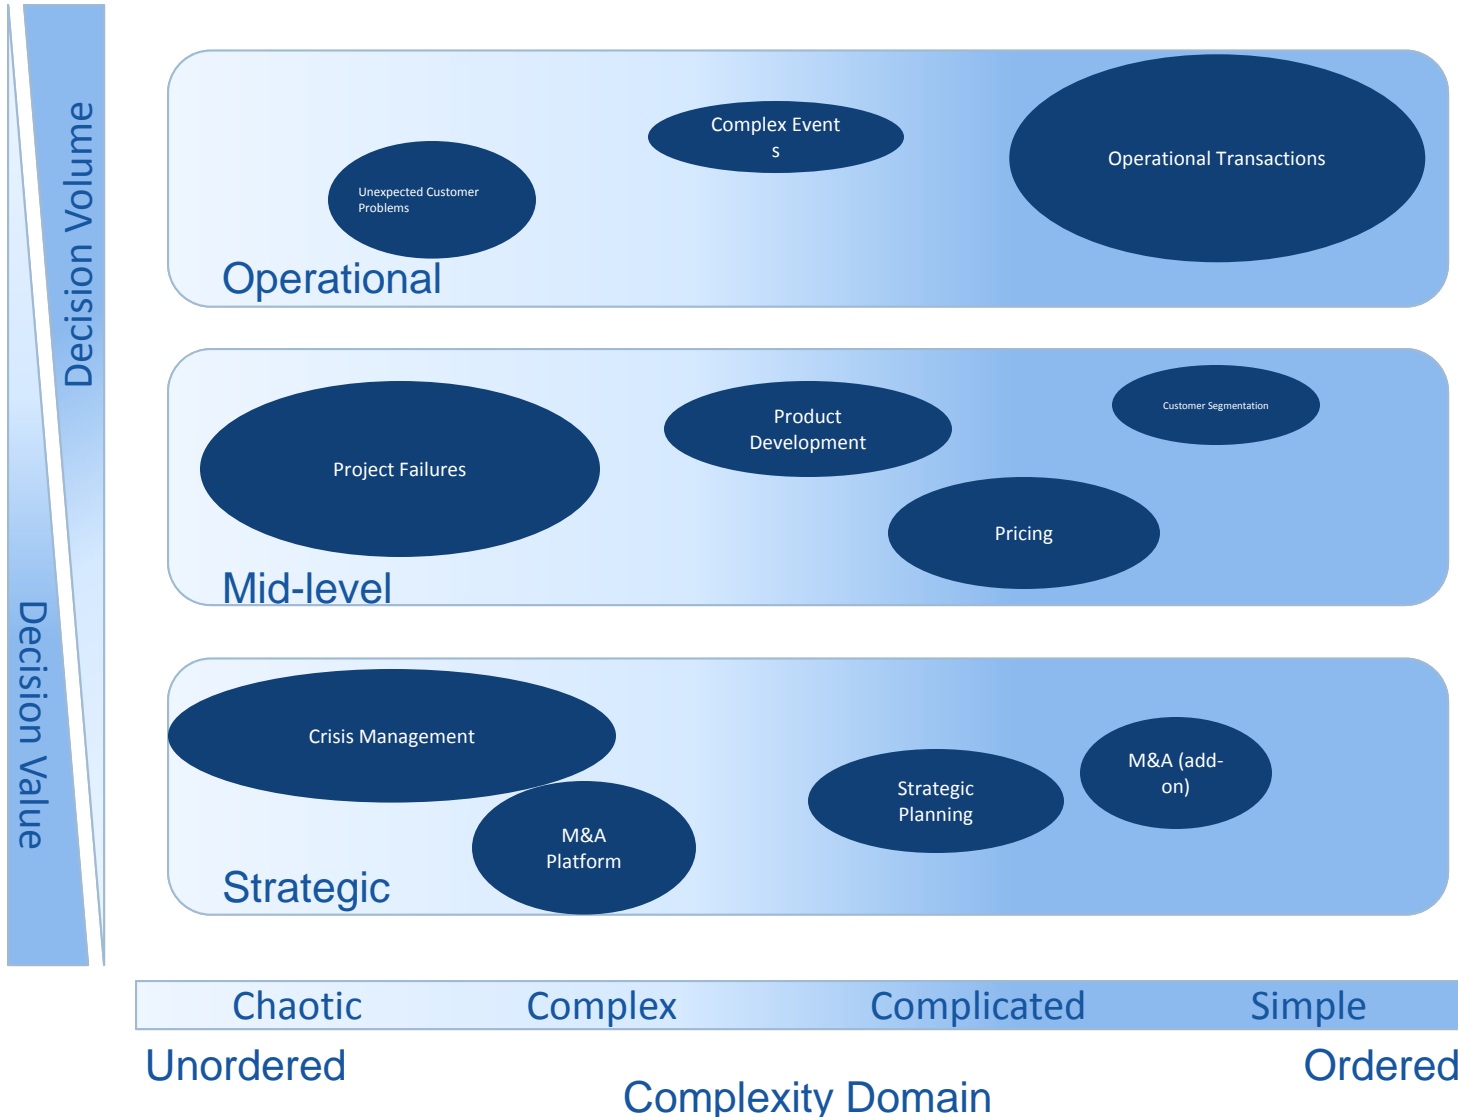 Decision Volume
Decision Value
Complex Event
s
Operational Transactions
Unexpected Customer
Problems
Operational
Customer Segmentation
Product
Development
Project Failures
Pricing
Mid-level
Crisis Management
M&A (add-
on)
Strategic
Planning
M&A
Platform
Strategic
Chaotic
Complex
Complicated
Simple
Unordered
Ordered
Complexity Domain